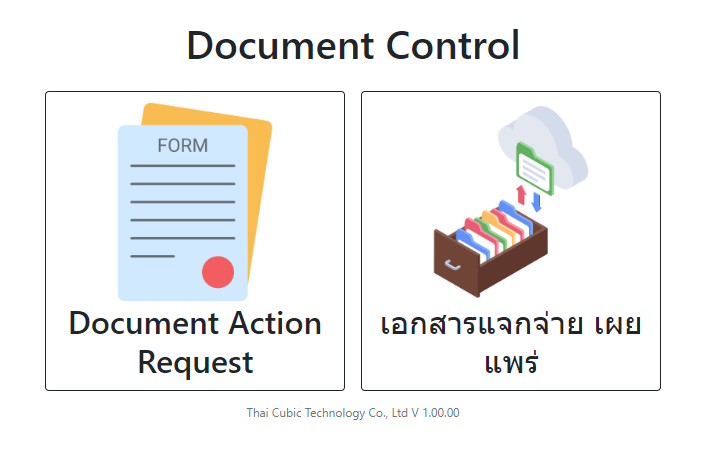 Document Control
FORM
Document Action
Request
เอกสารแจกจ่าย เผย
แพร่
Thai Cubic Technology Co., Ltd V 1.00.00